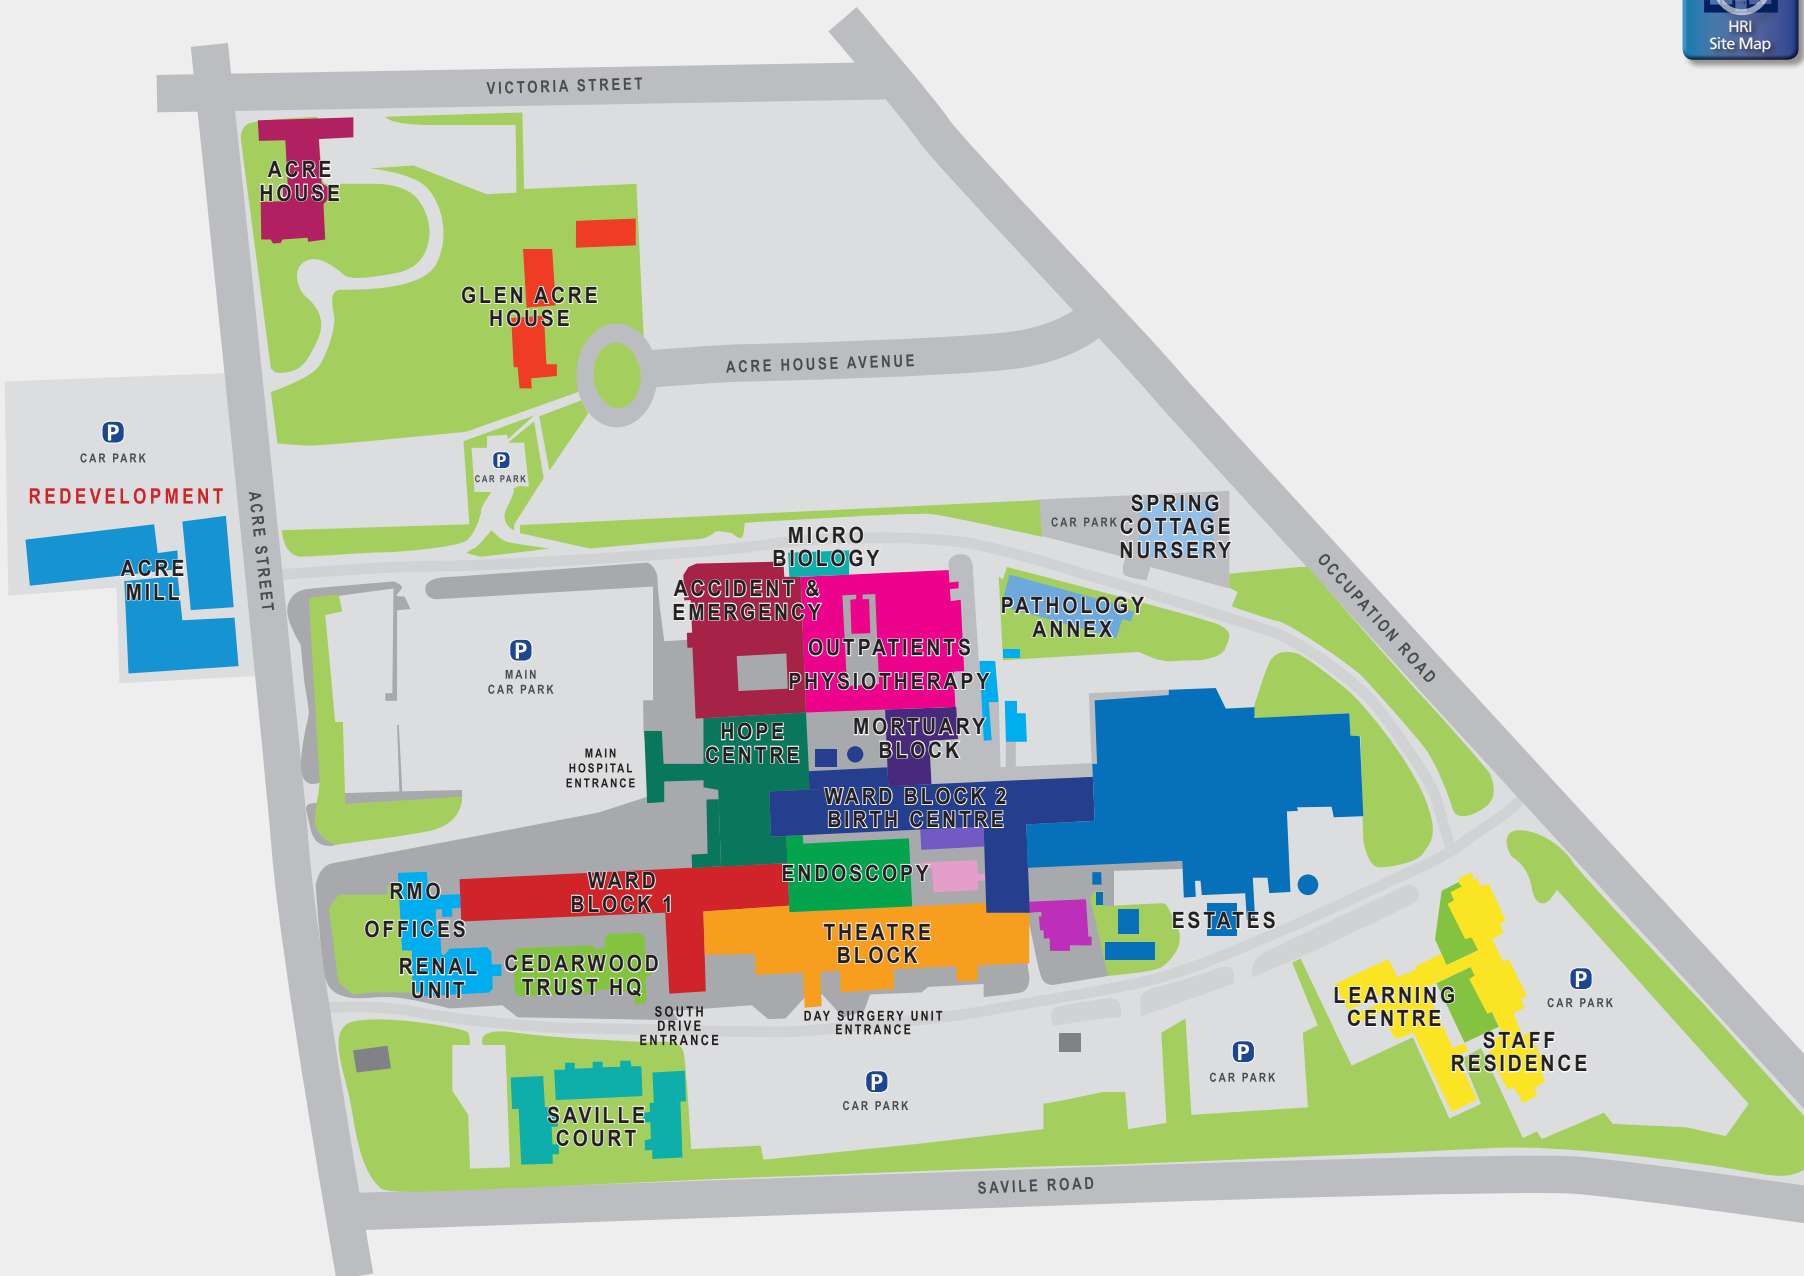 HRI
Site Map
VICTORIA STREET
ACRE
HOUSE
GLEN ACRE
HOUSE
ACRE HOUSE AVENUE
P
CAR PARK
REDEVELOPMENT
P
CAR PARK
ACRE STREET
ACRE
MILL
SPRING
COTTAGE
NURSERY
CAR PARK
OCCUPATION ROAD
MICRO
BIOLOGY
ACCIDENT &
EMERGENCY
PATHOLOGY
ANNEX
OUTPATIENTS
PHYSIOTHERAPY
P
MAIN
CAR PARK
HOPE
CENTRE
MORTUARY
BLOCK
MAIN
HOSPITAL
ENTRANCE
WARD BLOCK 2
BIRTH CENTRE
ENDOSCOPY
WARD
BLOCK 1
RMO
OFFICES
RENAL
UNIT
CEDARWOOD
TRUST HQ
THEATRE
BLOCK
ESTATES
SOUTH
DRIVE
ENTRANCE
DAY SURGERY UNIT
ENTRANCE
LEARNING
CENTRE
STAFF
RESIDENCE
P
CAR PARK
P
CAR PARK
P
CAR PARK
SAVILLE
COURT
SAVILE ROAD